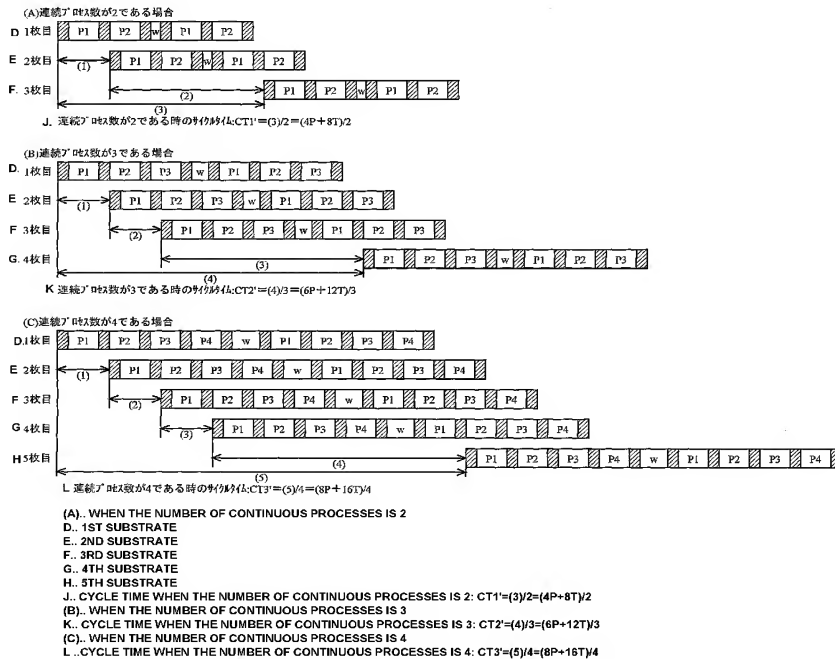 (A)連続プロセス数が2である場合
D 1枚目 P1 P2 w P1 P2
E 2枚目 P1 P2 w P1 P2
(1)
F. 3枚目 P1 P2 w P1 P2
(2)
(3)
J. 連続プロセス数が2である時のサイクルタイム:CT1'=(3)/2=(4P+8T)/2
(B)連続プロセス数が3である場合
D. 1枚目 P1 P2 P3 w P1 P2 P3
E 2枚目 P1 P2 P3 w P1 P2 P3
(1)
F 3枚目 P1 P2 P3 w P1 P2 P3
(2)
G. 4枚目 P1 P2 P3 w P1 P2 P3
(3)
(4)
K 連続プロセス数が3である時のサイクルタイム:CT2'=(4)/3=(6P+12T)/3
(C)連続プロセス数が4である場合
D.1枚目 P1 P2 P3 P4 w P1 P2 P3 P4
E 2枚目 P1 P2 P3 P4 w P1 P2 P3 P4
(1)
F 3枚目 P1 P2 P3 P4 w P1 P2 P3 P4
(2)
G 4枚目 P1 P2 P3 P4 w P1 P2 P3 P4
(3)
H 5枚目 P1 P2 P3 P4 w P1 P2 P3 P4
(4)
(5)
L 連続プロセス数が4である時のサイクルタイム:CT3'=(5)/4=(8P+16T)/4
(A).. WHEN THE NUMBER OF CONTINUOUS PROCESSES IS 2
D.. 1ST SUBSTRATE
E.. 2ND SUBSTRATE
F.. 3RD SUBSTRATE
G.. 4TH SUBSTRATE
H.. 5TH SUBSTRATE
J.. CYCLE TIME WHEN THE NUMBER OF CONTINUOUS PROCESSES IS 2: CT1'=(3)/2=(4P+8T)/2
(B).. WHEN THE NUMBER OF CONTINUOUS PROCESSES IS 3
K.. CYCLE TIME WHEN THE NUMBER OF CONTINUOUS PROCESSES IS 3: CT2'=(4)/3=(6P+12T)/3
(C).. WHEN THE NUMBER OF CONTINUOUS PROCESSES IS 4
L ..CYCLE TIME WHEN THE NUMBER OF CONTINUOUS PROCESSES IS 4: CT3'=(5)/4=(8P+16T)/4